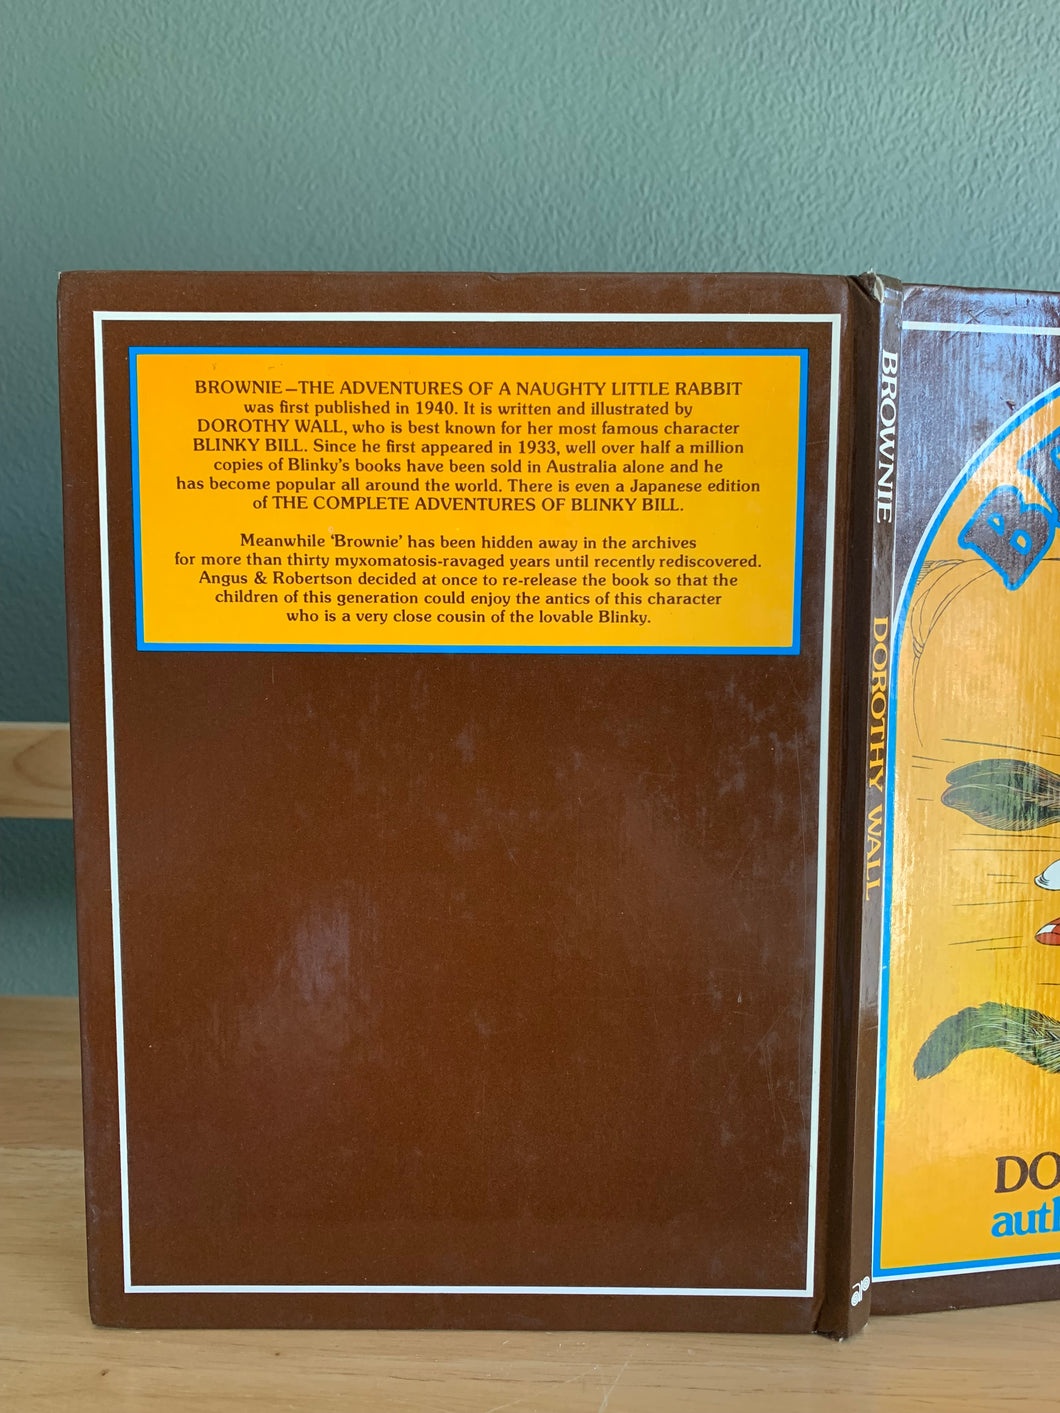 BROWNIE—THE ADVENTURES OF A NAUGHTY LITTLE RABBIT
was first published in 1940. It is written and illustrated by
DOROTHY WALL, who is best known for her most famous character
BLINKY BILL. Since he first appeared in 1933, well over half a million
copies of Blinky's books have been sold in Australia alone and he
has become popular all around the world. There is even a Japanese edition
of THE COMPLETE ADVENTURES OF BLINKY BILL.
Meanwhile ‘Brownie’ has been hidden away in the archives
for more than thirty myxomatosis-ravaged years until recently rediscovered.
Angus & Robertson decided at once to re-release the book so that the
children of this generation could enjoy the antics of this character
who is a very close cousin of the lovable Blinky.
BROWNIE
DOROTHY WALL
DO
auth